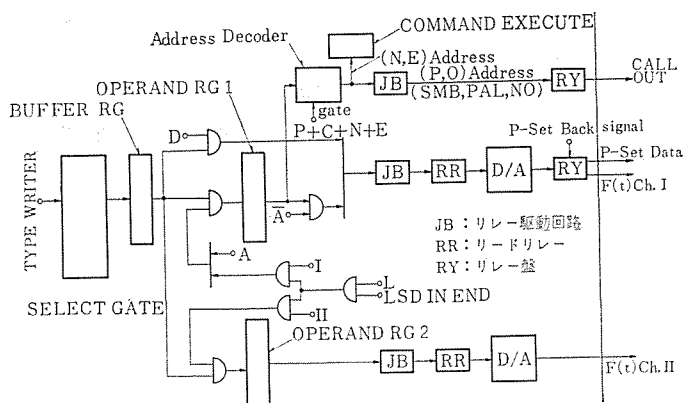 COMMAND EXECUTE
Address Decoder
(N,E) Address
OPERAND RG 1
JB
(P,O) Address
(SMB,PAL,NO)
RY
CALL OUT
BUFFER RG
gate
P+C+N+E
D
P-Set Back signal
P-Set Data
TYPE WRITER
JB
RR
D/A
RY
F(t)Ch. I
A̅
JB：リレー駆動回路
RR：リードリレー
RY：リレー盤
A
I
L
LSD IN END
SELECT GATE
II
OPERAND RG 2
JB
RR
D/A
F(t)Ch. II